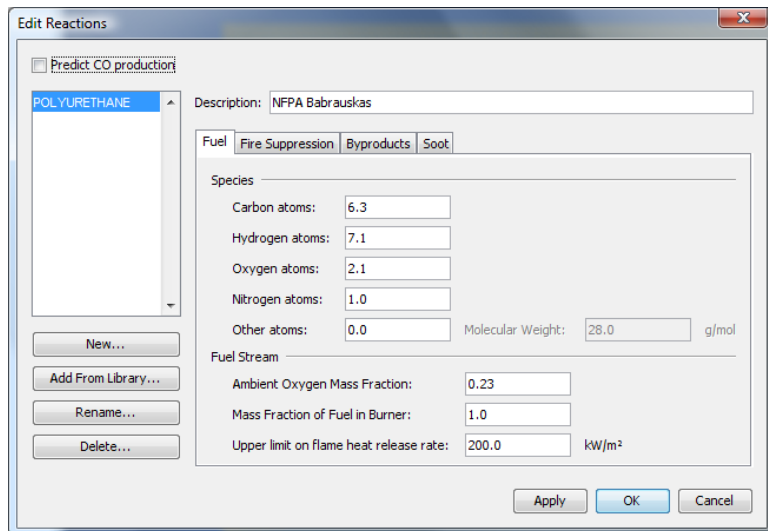 Edit Reactions
Predict CO production
POLYURETHANE
Description: NFPA Babrauskas
Fuel Fire Suppression Byproducts Soot
Species
Carbon atoms: 6.3
Hydrogen atoms: 7.1
Oxygen atoms: 2.1
Nitrogen atoms: 1.0
Other atoms: 0.0 Molecular Weight: 28.0 g/mol
Fuel Stream
Ambient Oxygen Mass Fraction: 0.23
Mass Fraction of Fuel in Burner: 1.0
Upper limit on flame heat release rate: 200.0 kW/m²
New...
Add From Library...
Rename...
Delete...
Apply OK Cancel